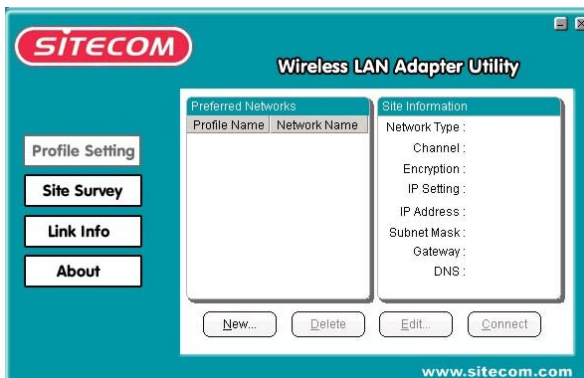 SITECOM
Wireless LAN Adapter Utility
Profile Setting
Site Survey
Link Info
About
Preferred Networks
Profile Name Network Name
Site Information
Network Type :
Channel :
Encryption :
IP Setting :
IP Address :
Subnet Mask :
Gateway :
DNS :
New... Delete Edit... Connect
www.sitecom.com